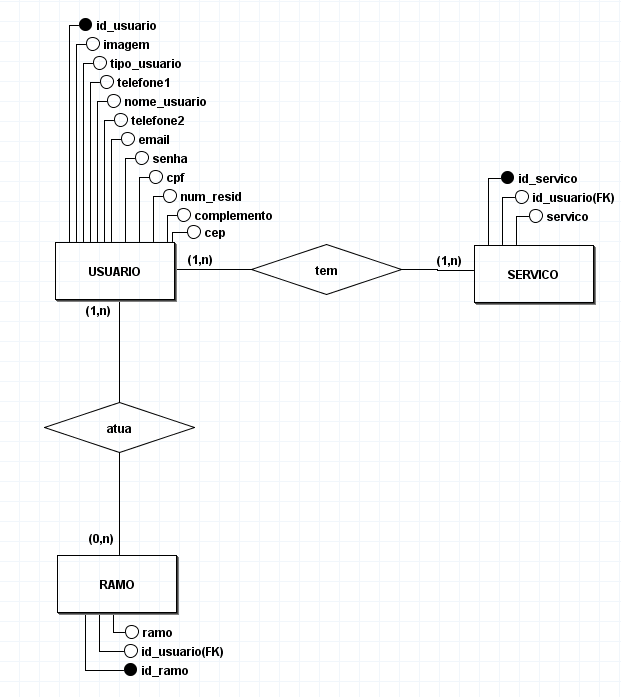 id_usuario
imagem
tipo_usuario
telefone1
nome_usuario
telefone2
email
senha
cpf
num_resid
complemento
cep
id_servico
id_usuario(FK)
servico
USUARIO
(1,n)
tem
(1,n)
SERVICO
(1,n)
atua
(0,n)
RAMO
ramo
id_usuario(FK)
id_ramo